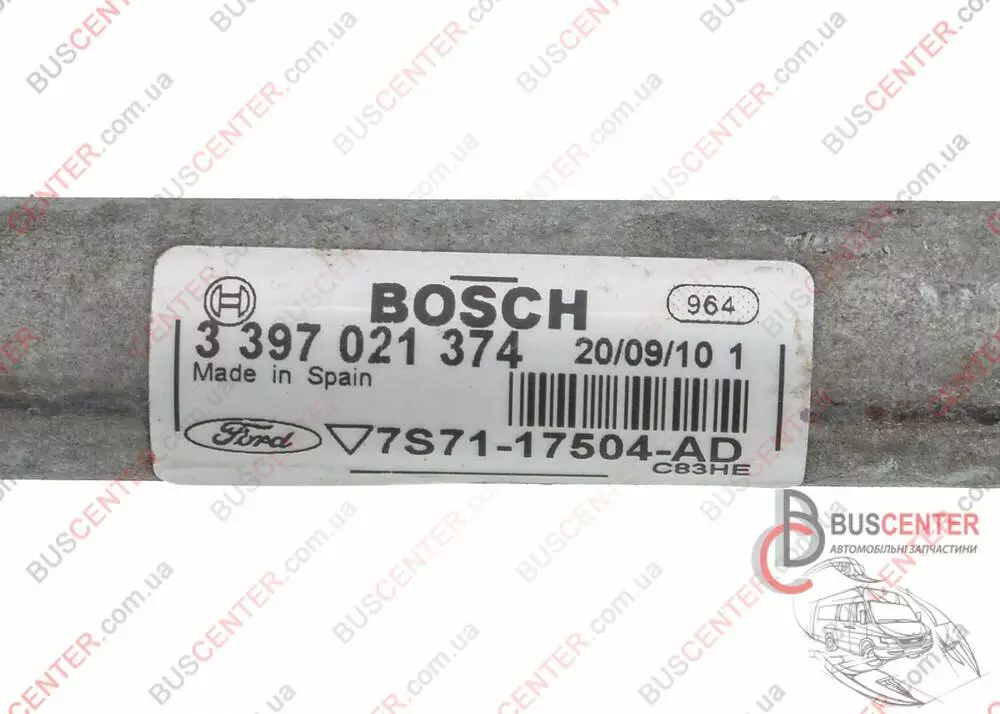 BOSCH
964
3 397 021 374
20/09/10 1
Made in Spain
Ford
7S71-17504-AD
C83HE
BUSCENTER
АВТОМОБІЛЬНІ ЗАПЧАСТИНИ
BUSCENTER.com.ua